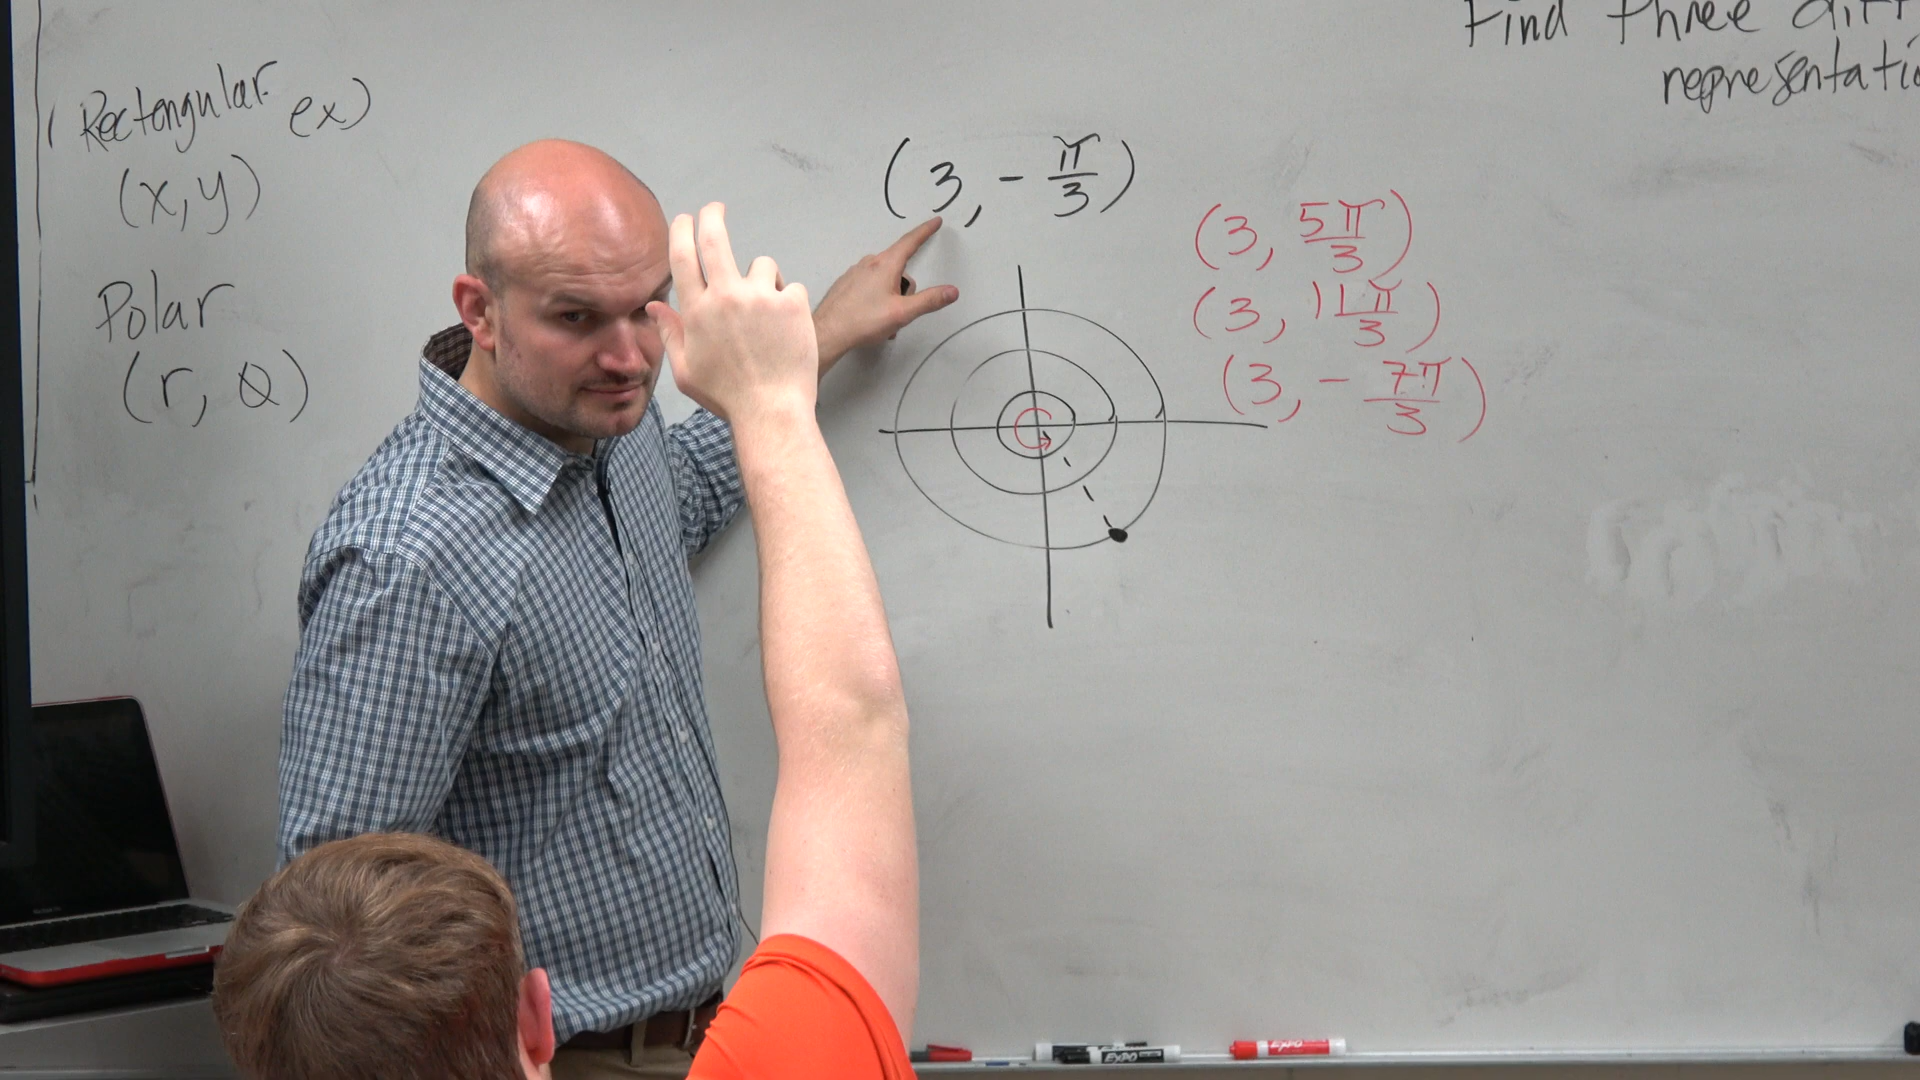 Find three diff
representatio
Rectangular ex)
(x, y)
Polar
(r, θ)
(3, - π/3)
(3, 5π/3)
(3, 11π/3)
(3, - 7π/3)
EXPO
EXPO